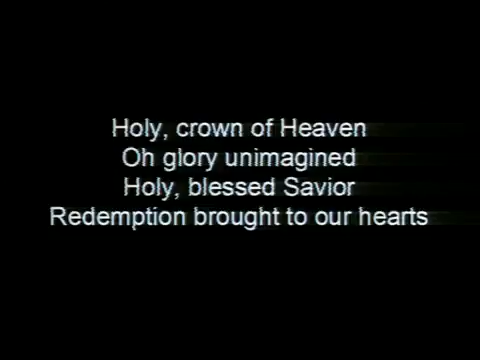 Holy, crown of Heaven
Oh glory unimagined
Holy, blessed Savior
Redemption brought to our hearts